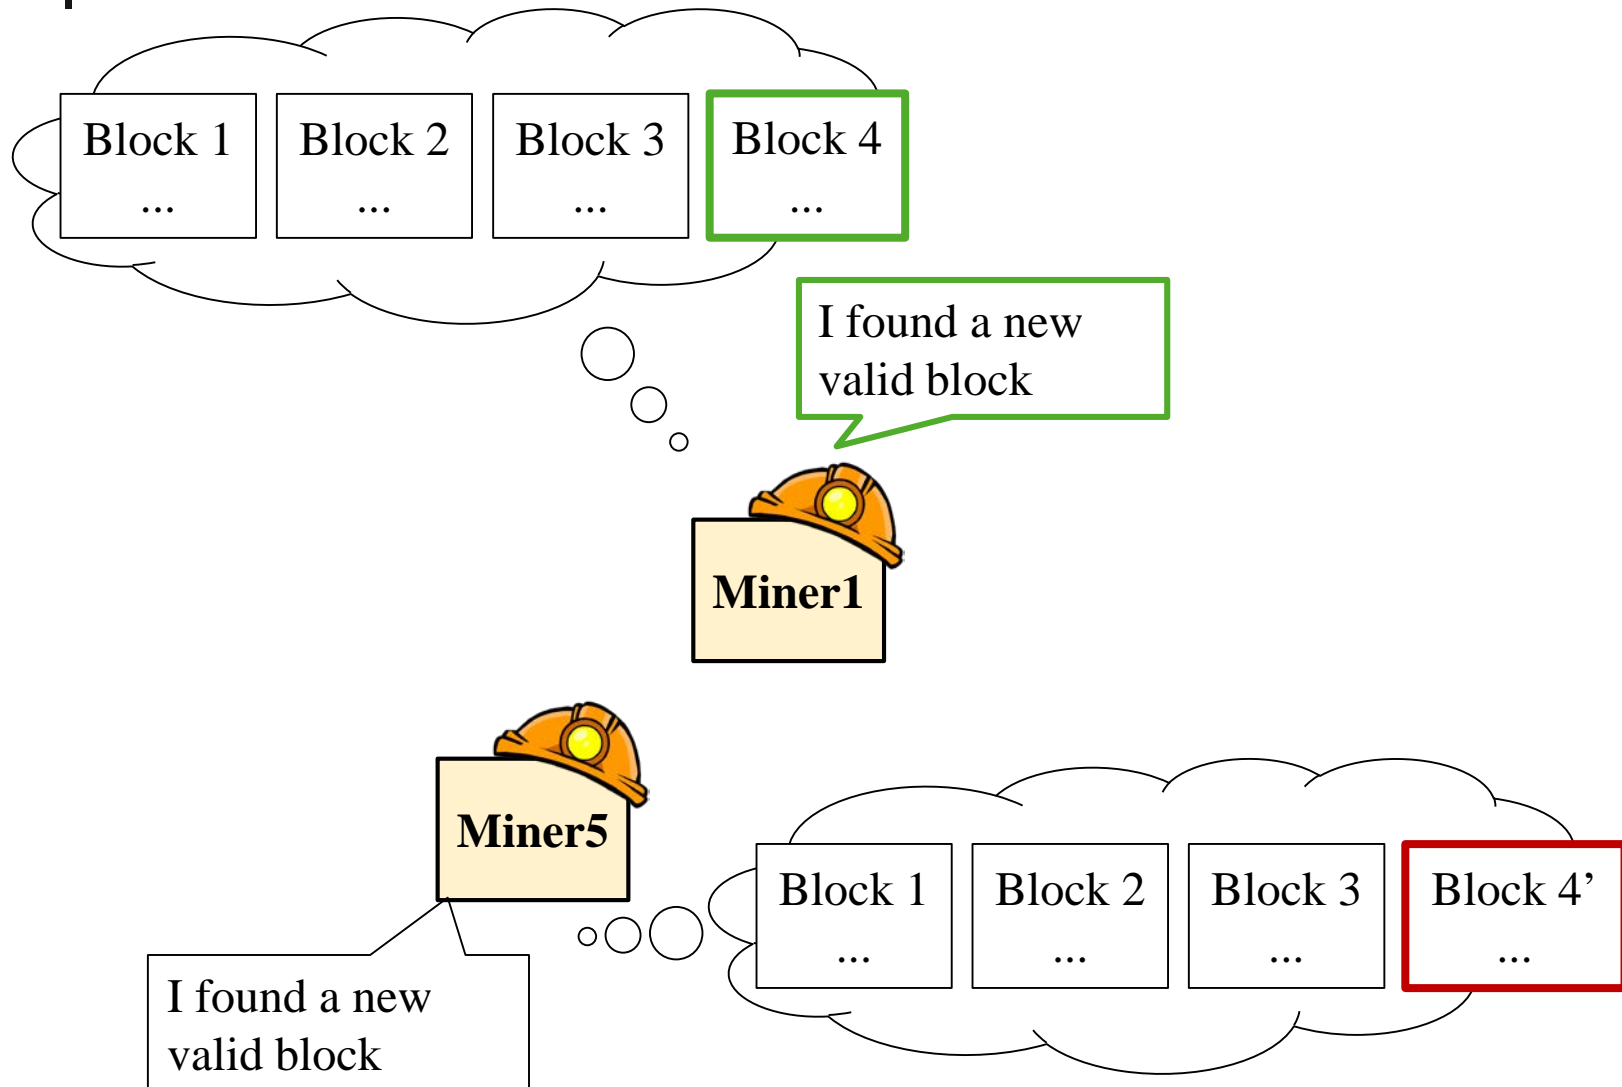 Block 1
...
Block 2
...
Block 3
...
Block 4
...
I found a new
valid block
Miner1
Miner5
Block 1
...
Block 2
...
Block 3
...
Block 4’
...
I found a new
valid block